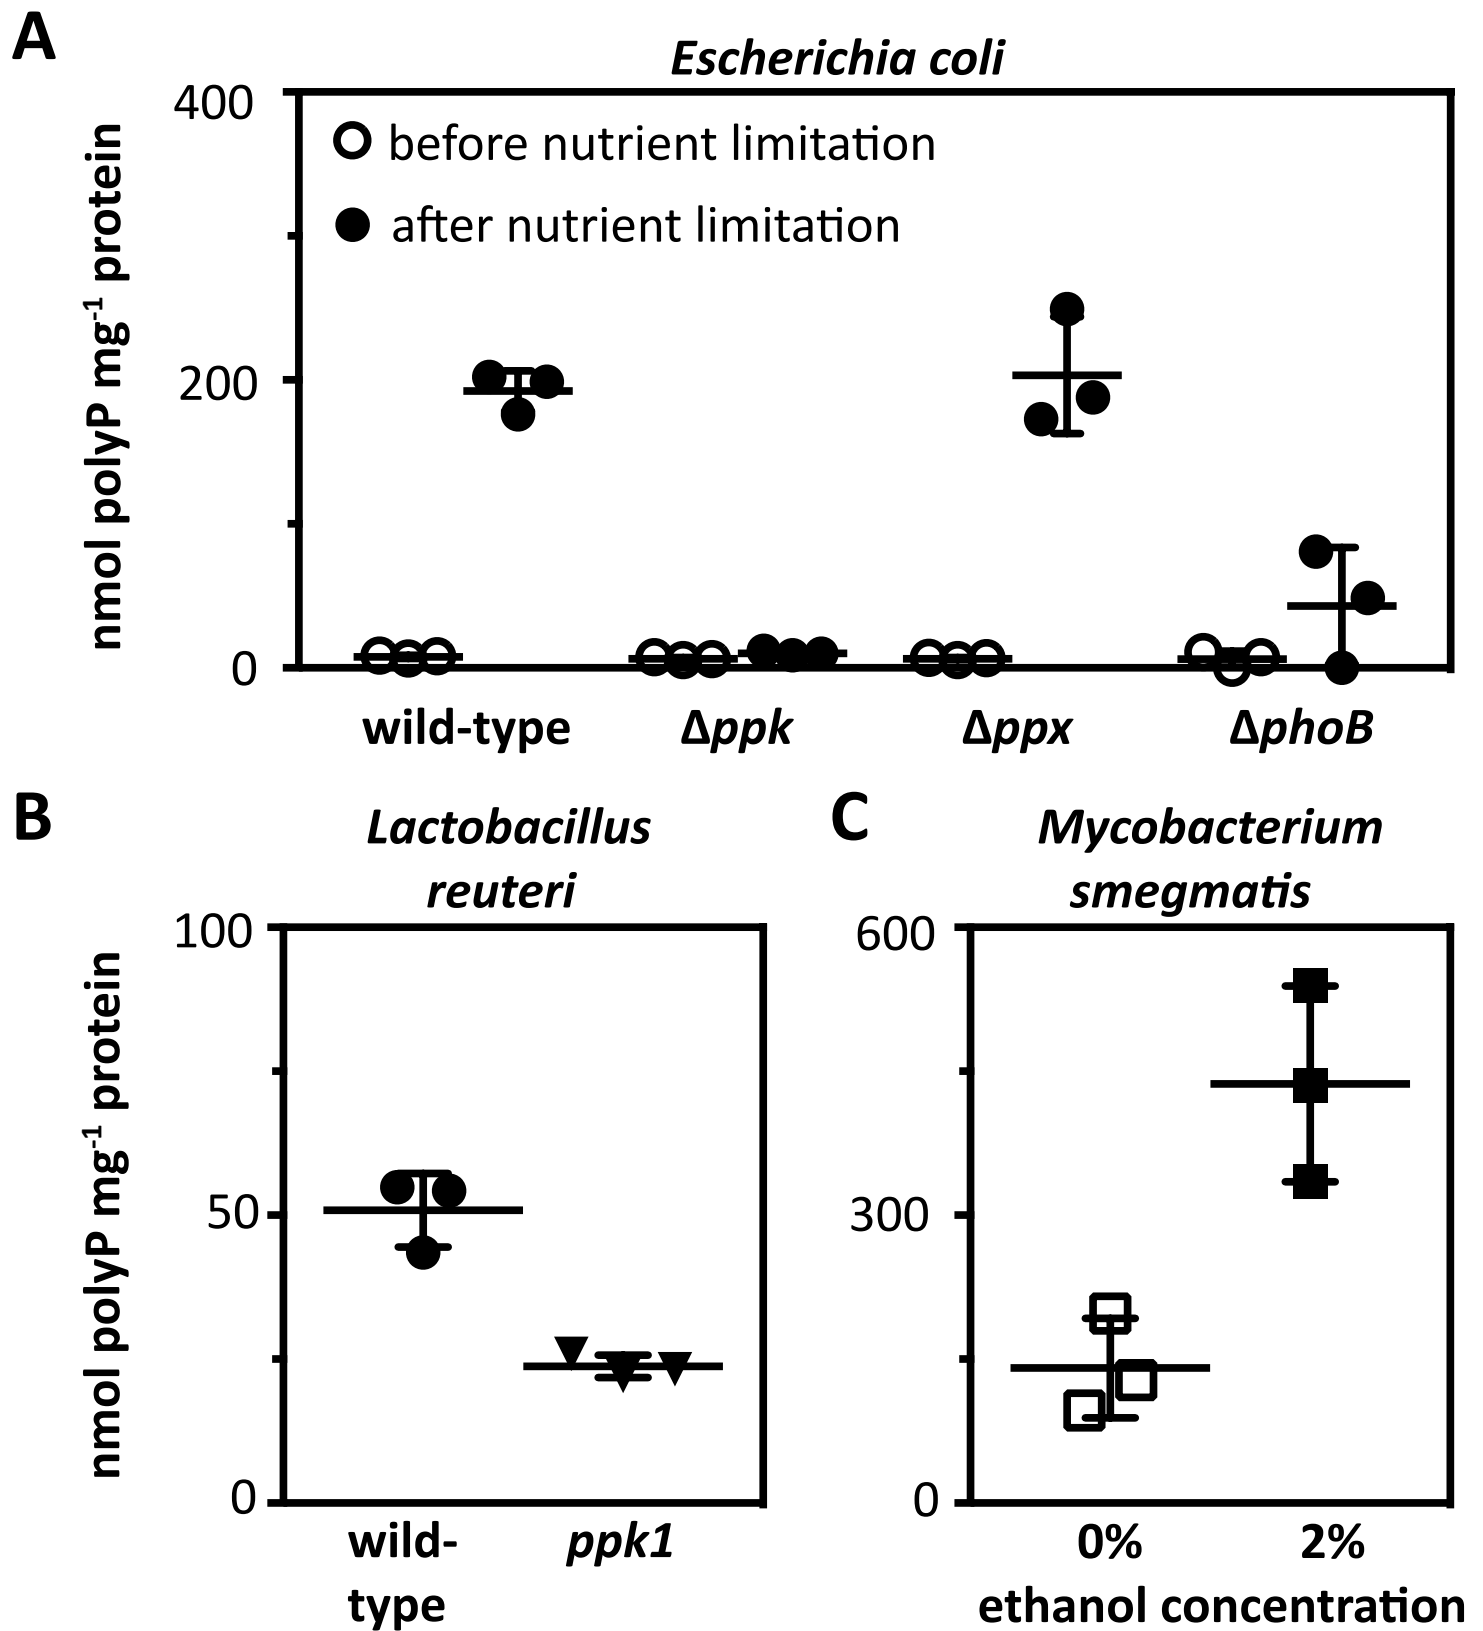 A
Escherichia coli
nmol polyP mg-1 protein
400
200
0
before nutrient limitation
after nutrient limitation
wild-type
Δppk
Δppx
ΔphoB
B
Lactobacillus
reuteri
nmol polyP mg-1 protein
100
50
0
wild-
type
ppk1
C
Mycobacterium
smegmatis
600
300
0
0%
2%
ethanol concentration